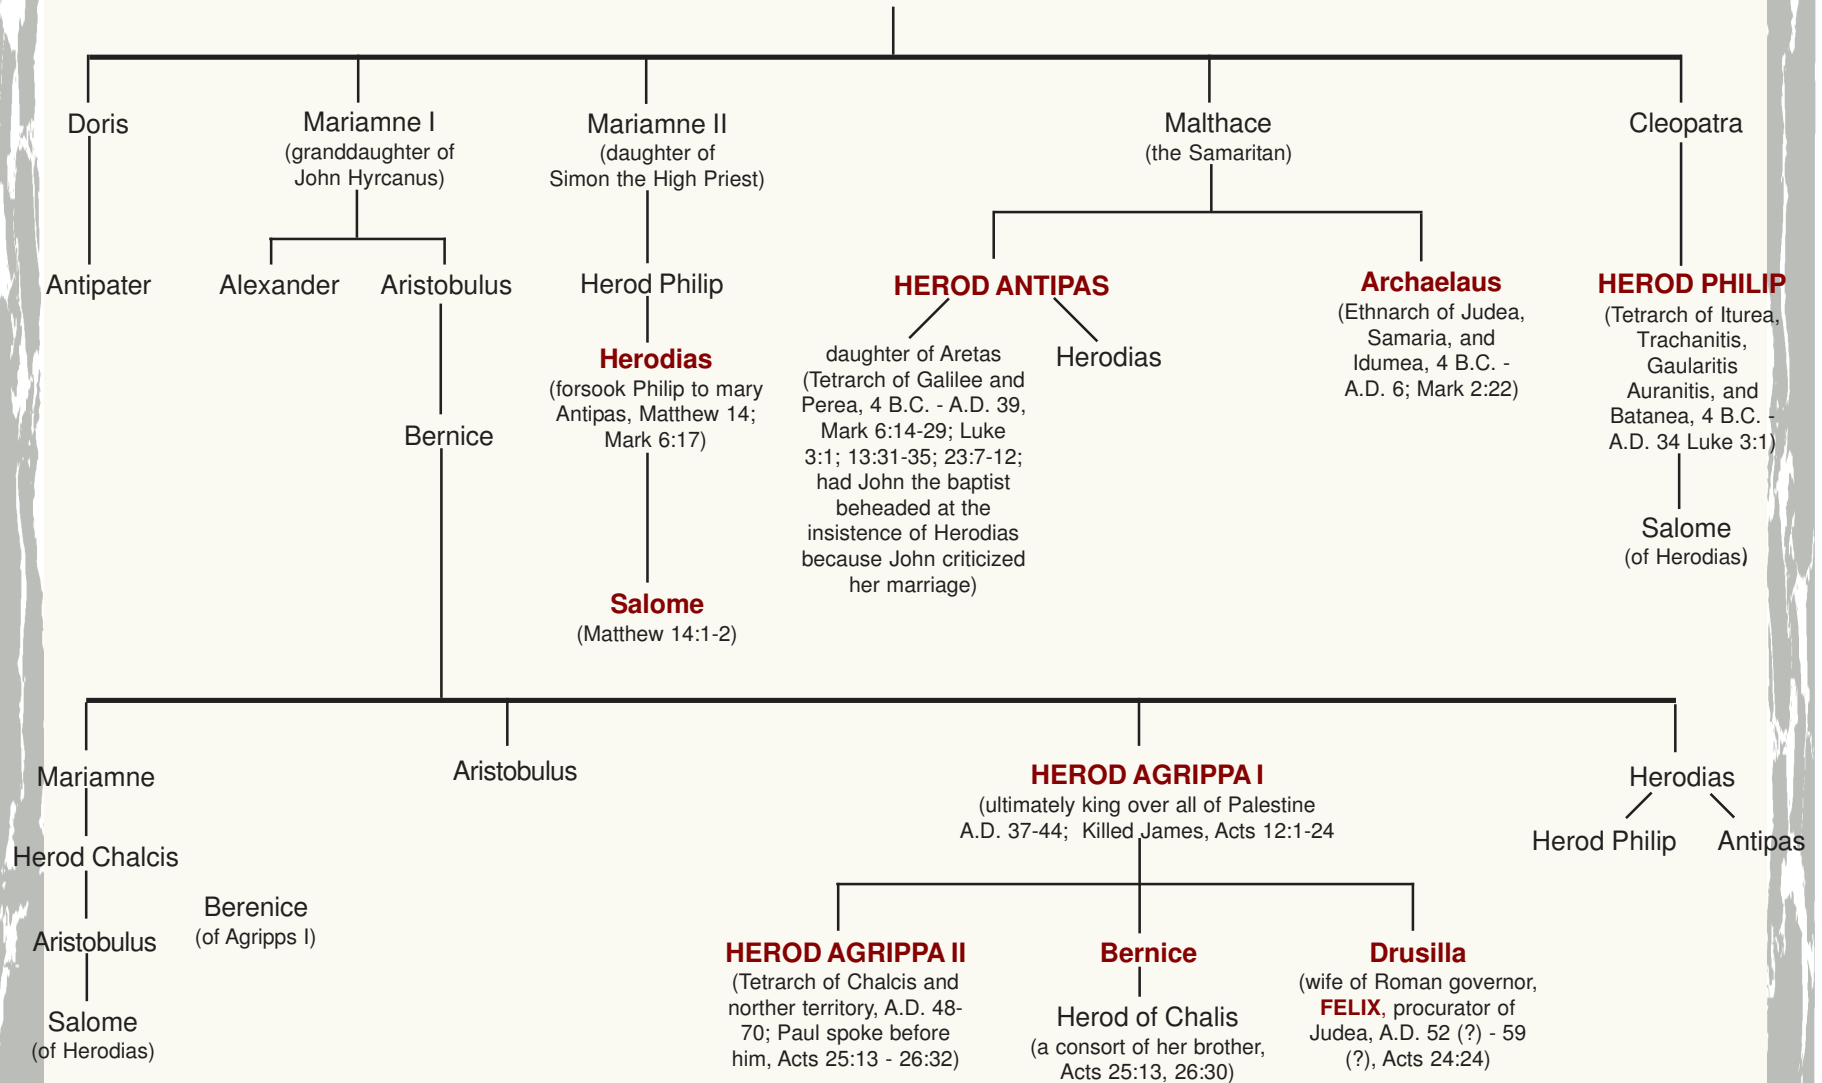 Doris
Mariamne I
(granddaughter of
John Hyrcanus)
Mariamne II
(daughter of
Simon the High Priest)
Malthace
(the Samaritan)
Cleopatra
Antipater
Alexander
Aristobulus
Herod Philip
HEROD ANTIPAS
Archaelaus
(Ethnarch of Judea,
Samaria, and
Idumea, 4 B.C. -
A.D. 6; Mark 2:22)
HEROD PHILIP
(Tetrarch of Iturea,
Trachanitis,
Gaularitis
Auranitis, and
Batanea, 4 B.C. -
A.D. 34 Luke 3:1)
Bernice
Herodias
(forsook Philip to mary
Antipas, Matthew 14;
Mark 6:17)
daughter of Aretas
(Tetrarch of Galilee and
Perea, 4 B.C. - A.D. 39,
Mark 6:14-29; Luke
3:1; 13:31-35; 23:7-12;
had John the baptist
beheaded at the
insistence of Herodias
because John criticized
her marriage)
Herodias
Salome
(of Herodias)
Salome
(Matthew 14:1-2)
Mariamne
Aristobulus
HEROD AGRIPPA I
(ultimately king over all of Palestine
A.D. 37-44;  Killed James, Acts 12:1-24
Herodias
Herod Philip
Antipas
Herod Chalcis
Berenice
(of Agripps I)
Aristobulus
Salome
(of Herodias)
HEROD AGRIPPA II
(Tetrarch of Chalcis and
norther territory, A.D. 48-
70; Paul spoke before
him, Acts 25:13 - 26:32)
Bernice
Herod of Chalis
(a consort of her brother,
Acts 25:13, 26:30)
Drusilla
(wife of Roman governor,
FELIX, procurator of
Judea, A.D. 52 (?) - 59
(?), Acts 24:24)